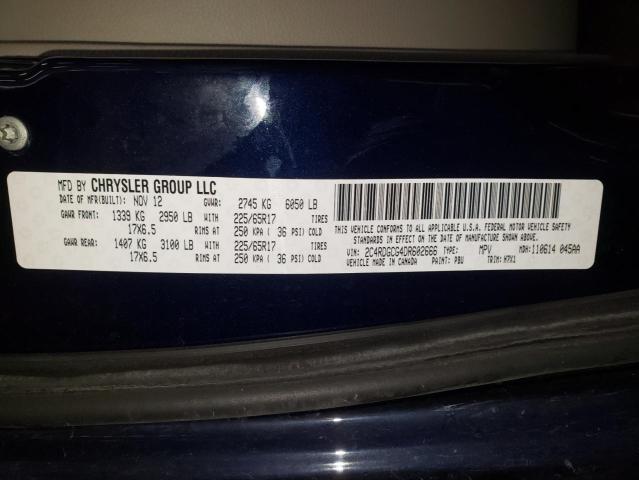 MFD BY CHRYSLER GROUP LLC
DATE OF MFR(BUILT): NOV 12 GVWR: 2745 KG 6050 LB
GAWR FRONT: 1339 KG 2950 LB WITH 225/65R17 TIRES
17X6.5 RIMS AT 250 KPA ( 36 PSI) COLD
GAWR REAR: 1407 KG 3100 LB WITH 225/65R17 TIRES
17X6.5 RIMS AT 250 KPA ( 36 PSI) COLD
THIS VEHICLE CONFORMS TO ALL APPLICABLE U.S.A. FEDERAL MOTOR VEHICLE SAFETY
STANDARDS IN EFFECT ON THE DATE OF MANUFACTURE SHOWN ABOVE.
VIN: 2C4RDGCG4DR602666 TYPE: MPV MDH: 110614 045AA
VEHICLE MADE IN CANADA PAINT: PBU TRIM: H7X1